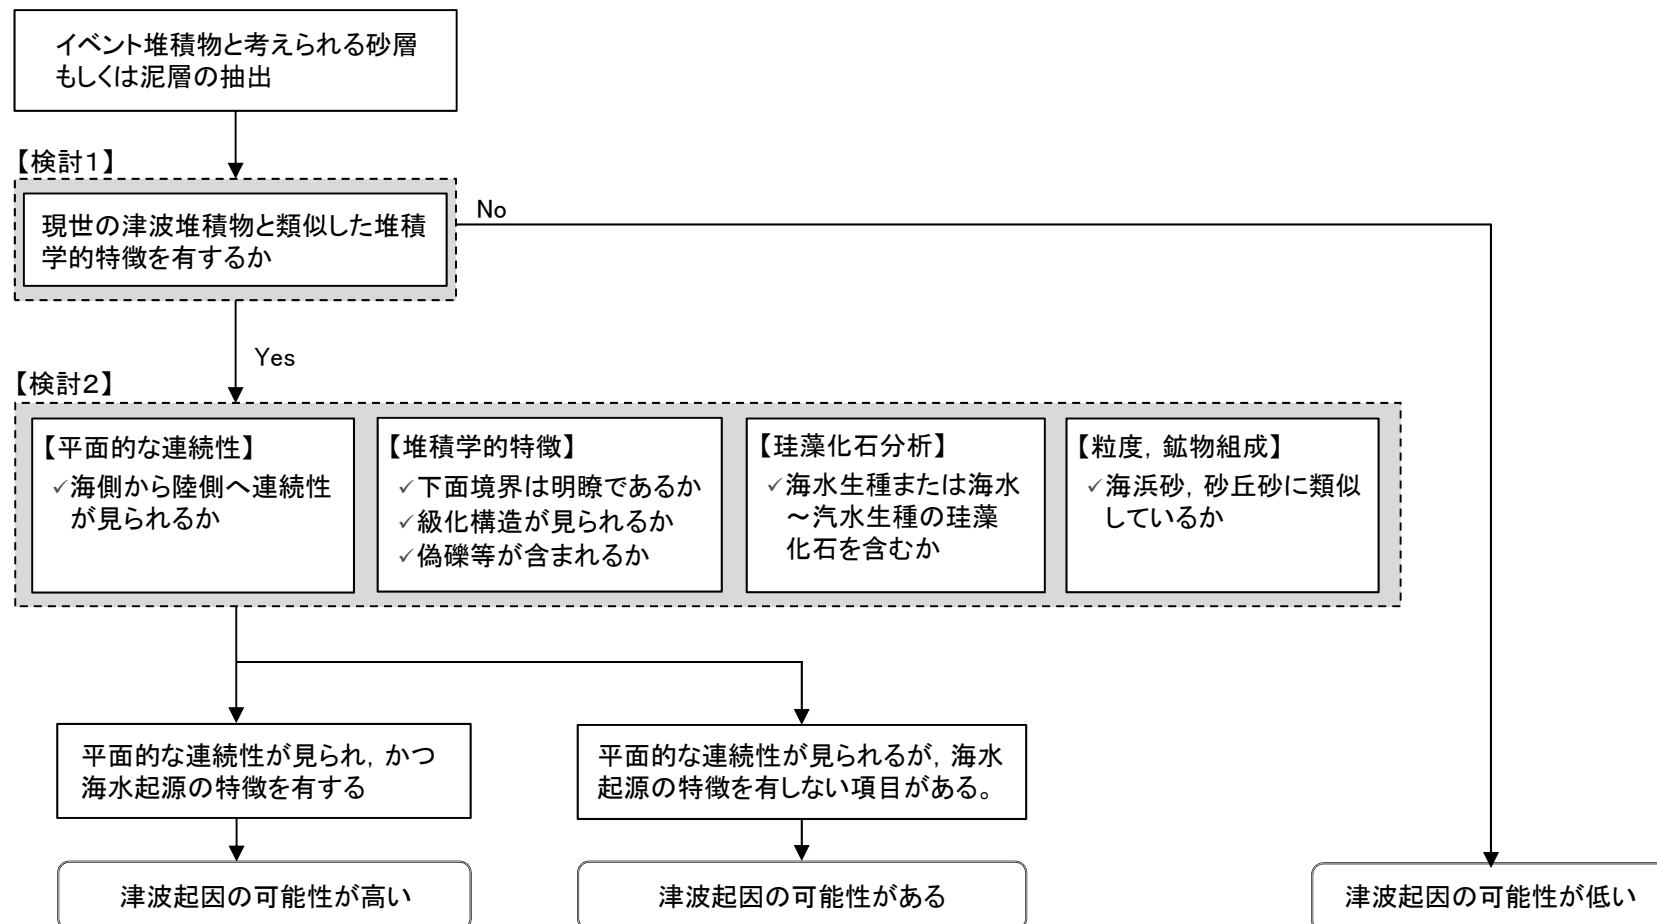 イベント堆積物と考えられる砂層
もしくは泥層の抽出
【検討1】
現世の津波堆積物と類似した堆積
学的特徴を有するか
No
Yes
【検討2】
【平面的な連続性】
✓海側から陸側へ連続性
が見られるか
【堆積学的特徴】
✓下面境界は明瞭であるか
✓級化構造が見られるか
✓偽礫等が含まれるか
【珪藻化石分析】
✓海水生種または海水
～汽水生種の珪藻
化石を含むか
【粒度，鉱物組成】
✓海浜砂，砂丘砂に類似
しているか
平面的な連続性が見られ，かつ
海水起源の特徴を有する
平面的な連続性が見られるが，海水
起源の特徴を有しない項目がある。
津波起因の可能性が高い
津波起因の可能性がある
津波起因の可能性が低い